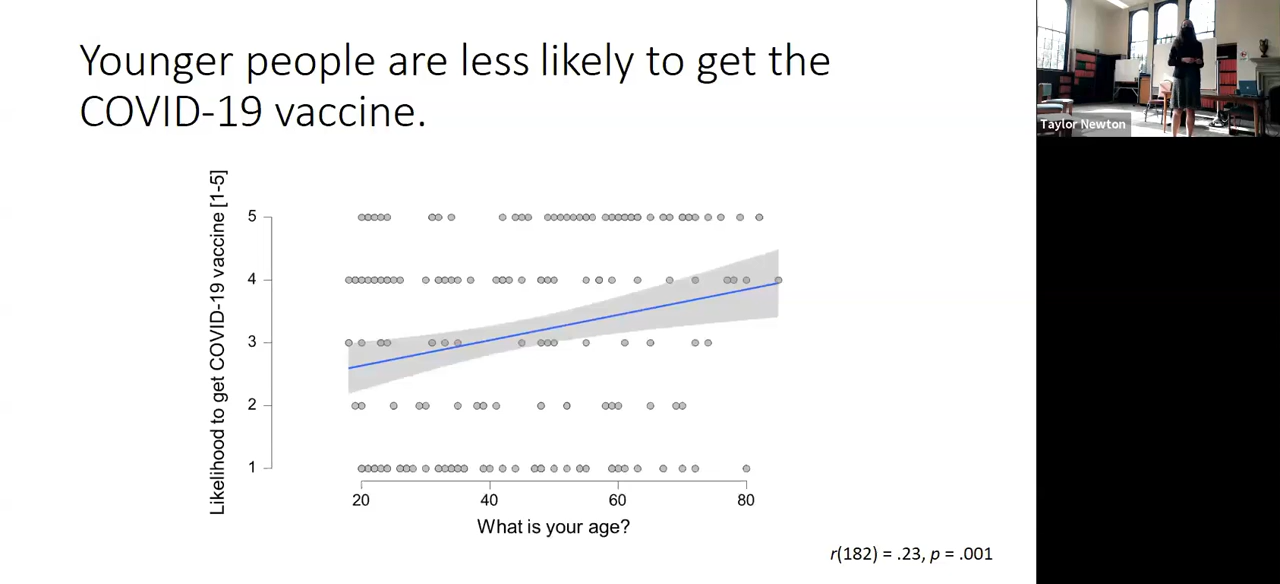 Younger people are less likely to get the
COVID-19 vaccine.
Taylor Newton
Likelihood to get COVID-19 vaccine [1-5]
5
4
3
2
1
20 40 60 80
What is your age?
r(182) = .23, p = .001